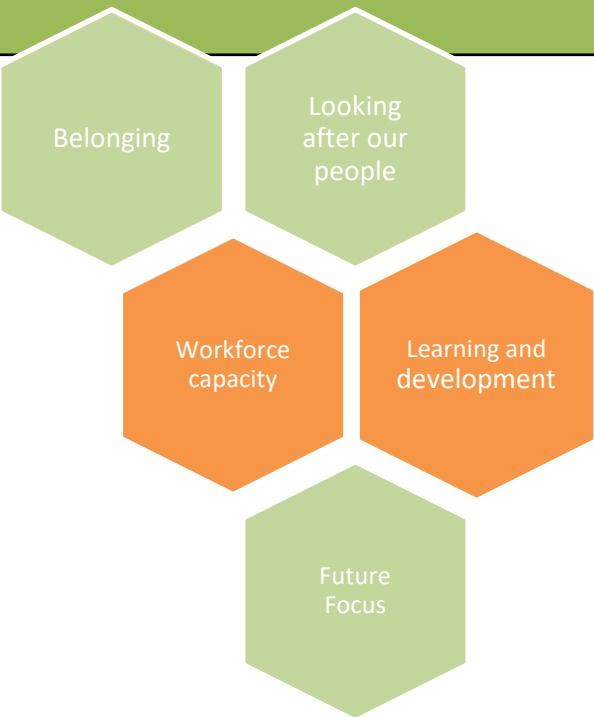 Belonging
Looking
after our
people
Workforce
capacity
Learning and
development
Future
Focus